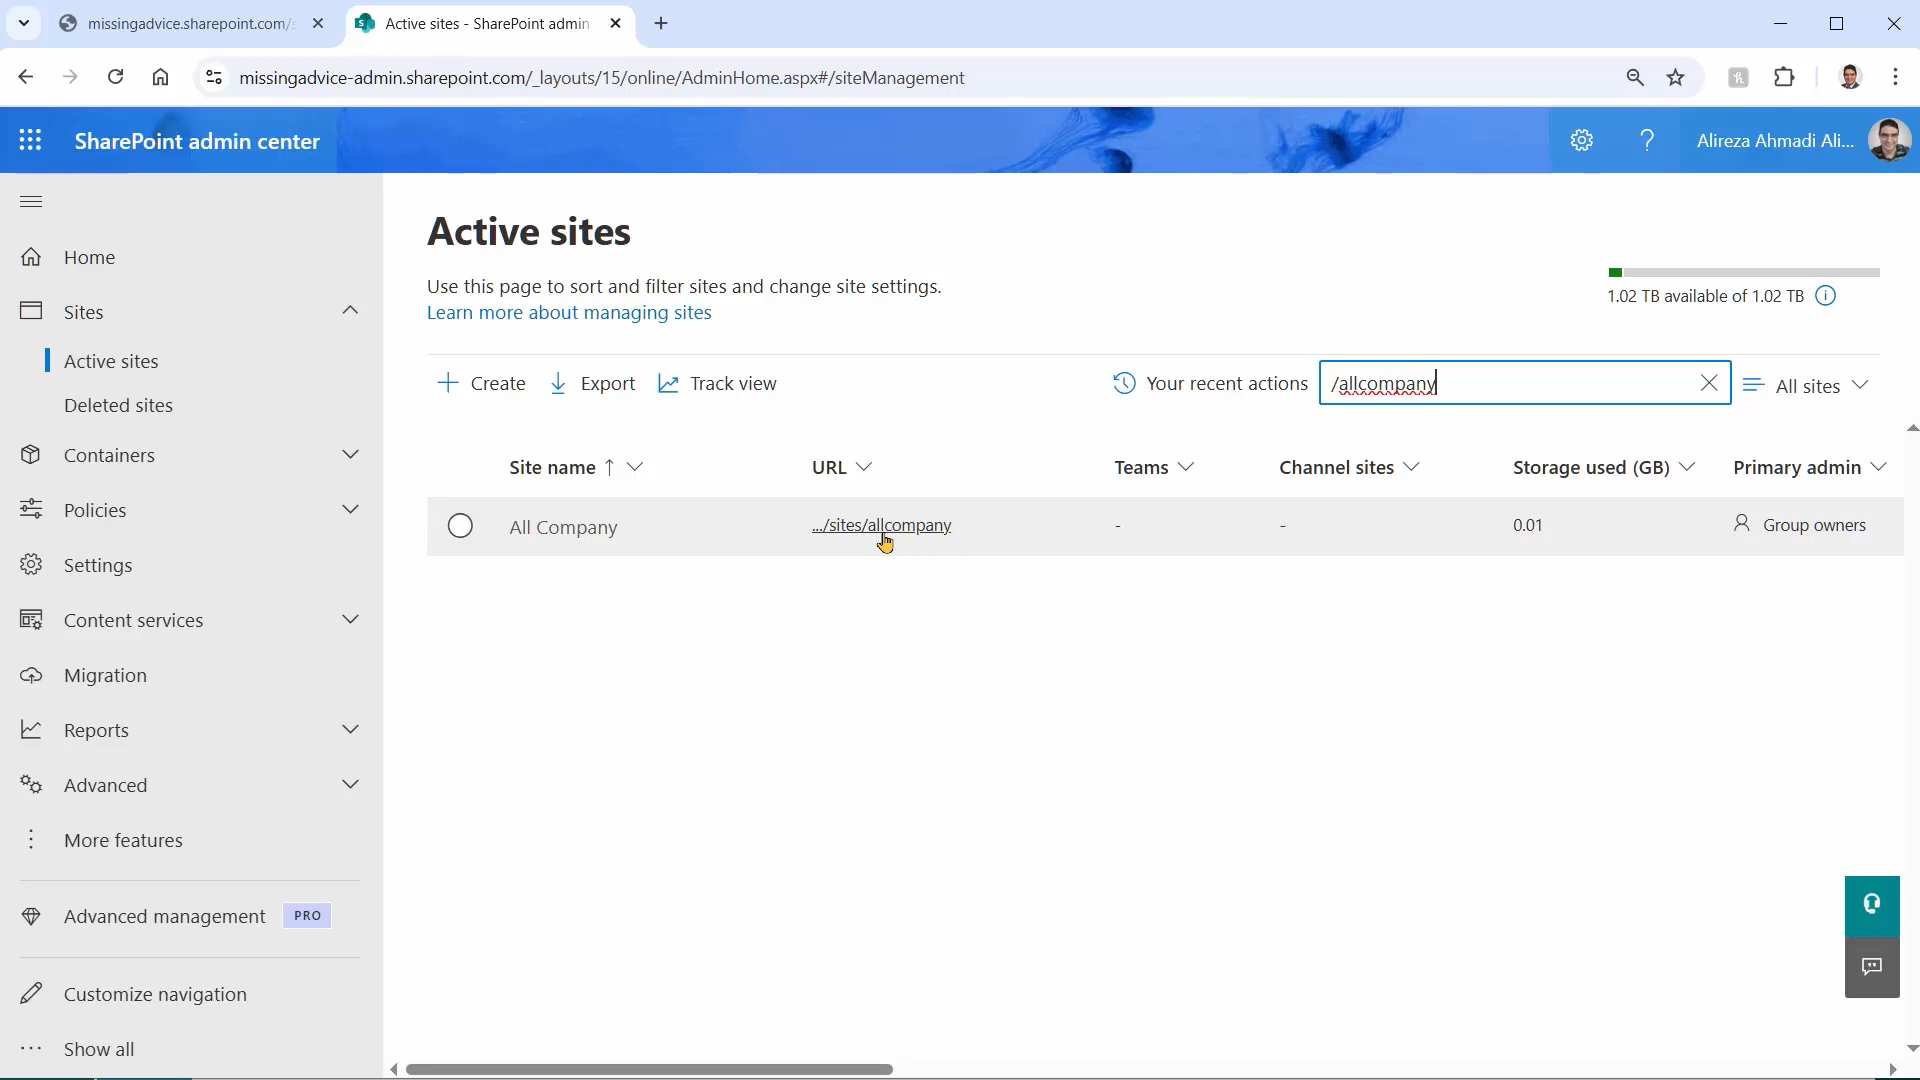 missingadvice.sharepoint.com/s
Active sites - SharePoint admin
missingadvice-admin.sharepoint.com/_layouts/15/online/AdminHome.aspx#/siteManagement
SharePoint admin center
Alireza Ahmadi Ali...
Home
Sites
Active sites
Deleted sites
Containers
Policies
Settings
Content services
Migration
Reports
Advanced
More features
Advanced management PRO
Customize navigation
Show all
Active sites
Use this page to sort and filter sites and change site settings.
Learn more about managing sites
1.02 TB available of 1.02 TB
Create Export Track view Your recent actions /allcompany All sites
Site name URL Teams Channel sites Storage used (GB) Primary admin
All Company .../sites/allcompany - - 0.01 Group owners